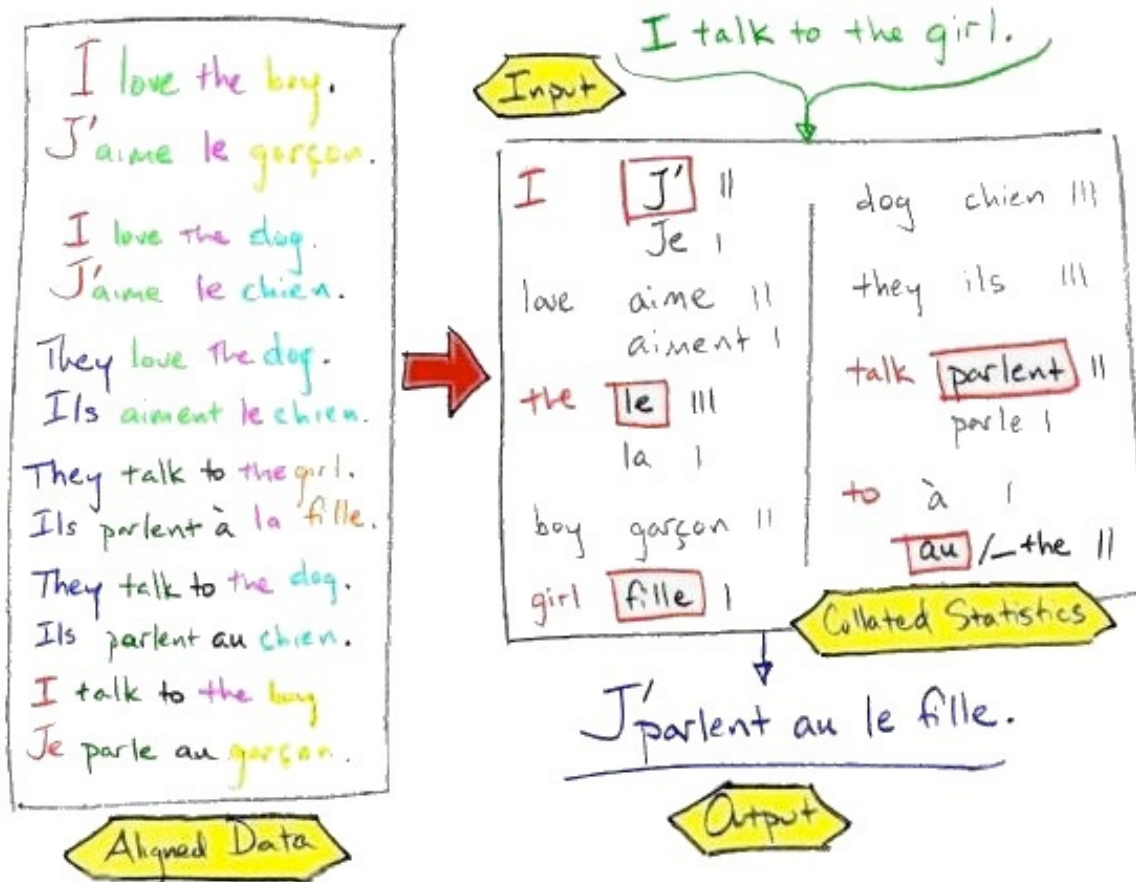 I love the boy.
J'aime le garçon.
I love the dog.
J'aime le chien.
They love the dog.
Ils aiment le chien.
They talk to the girl.
Ils parlent à la fille.
They talk to the dog.
Ils parlent au chien.
I talk to the boy
Je parle au garçon.
Aligned Data
I talk to the girl.
Input
I J' ||
Je |
love aime ||
aiment |
the le |||
la |
boy garçon ||
girl fille |
dog chien |||
they ils |||
talk parlent ||
parle |
to à |
au /_the ||
Collated Statistics
J'parlent au le fille.
Output